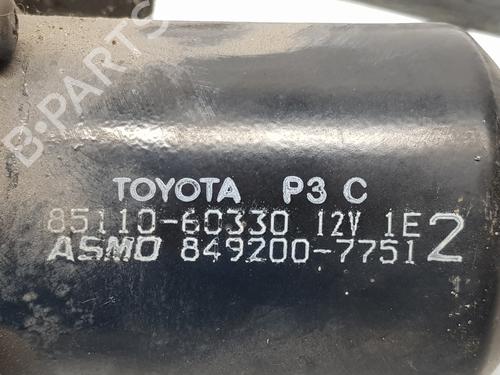 B-PARTS
TOYOTA P3 C
85110-60330 12V 1E
ASMO 849200-7751 2